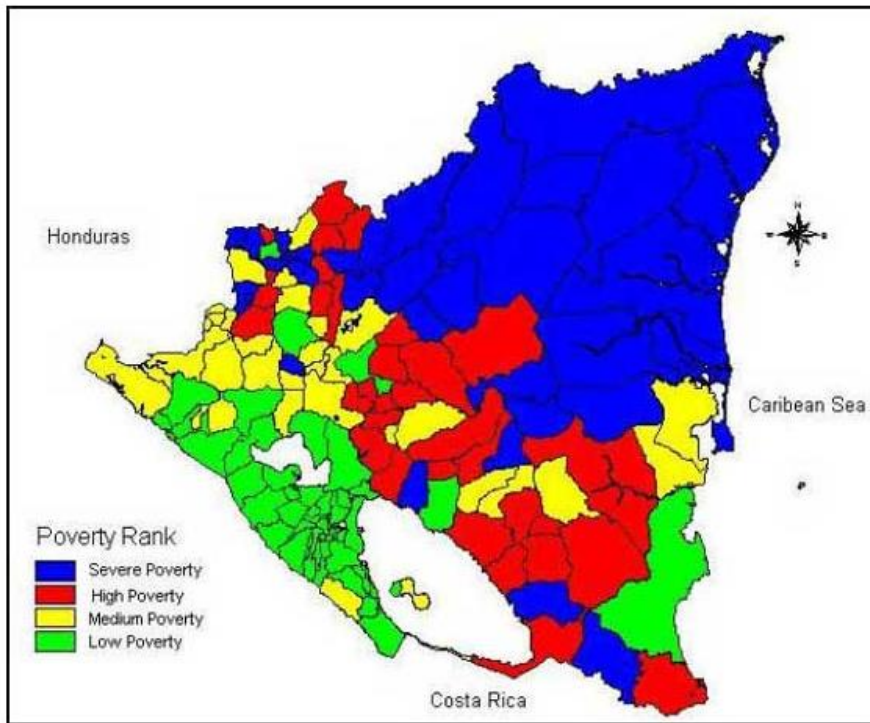 Honduras
N
W
S
Caribean Sea
Poverty Rank
Severe Poverty
High Poverty
Medium Poverty
Low Poverty
Costa Rica